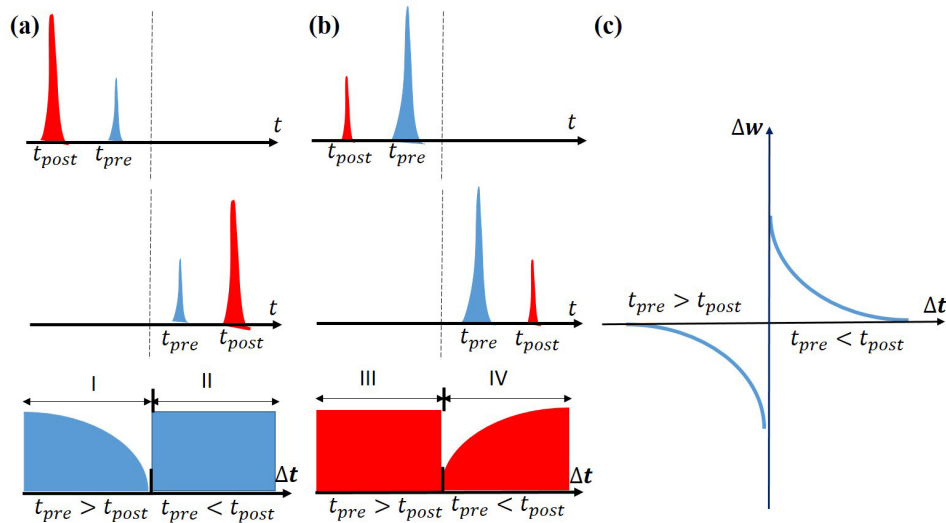 (a)
t
t_post t_pre
t
t_pre t_post
I II
Δt
t_pre > t_post t_pre < t_post
(b)
t
t_post t_pre
t
t_pre t_post
III IV
Δt
t_pre > t_post t_pre < t_post
(c)
Δw
t_pre > t_post
Δt
t_pre < t_post